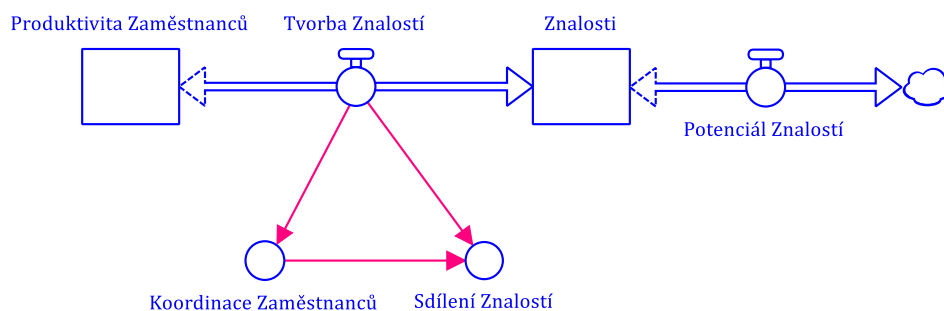 Produktivita Zaměstnanců
Tvorba Znalostí
Znalosti
Potenciál Znalostí
Koordinace Zaměstnanců
Sdílení Znalostí